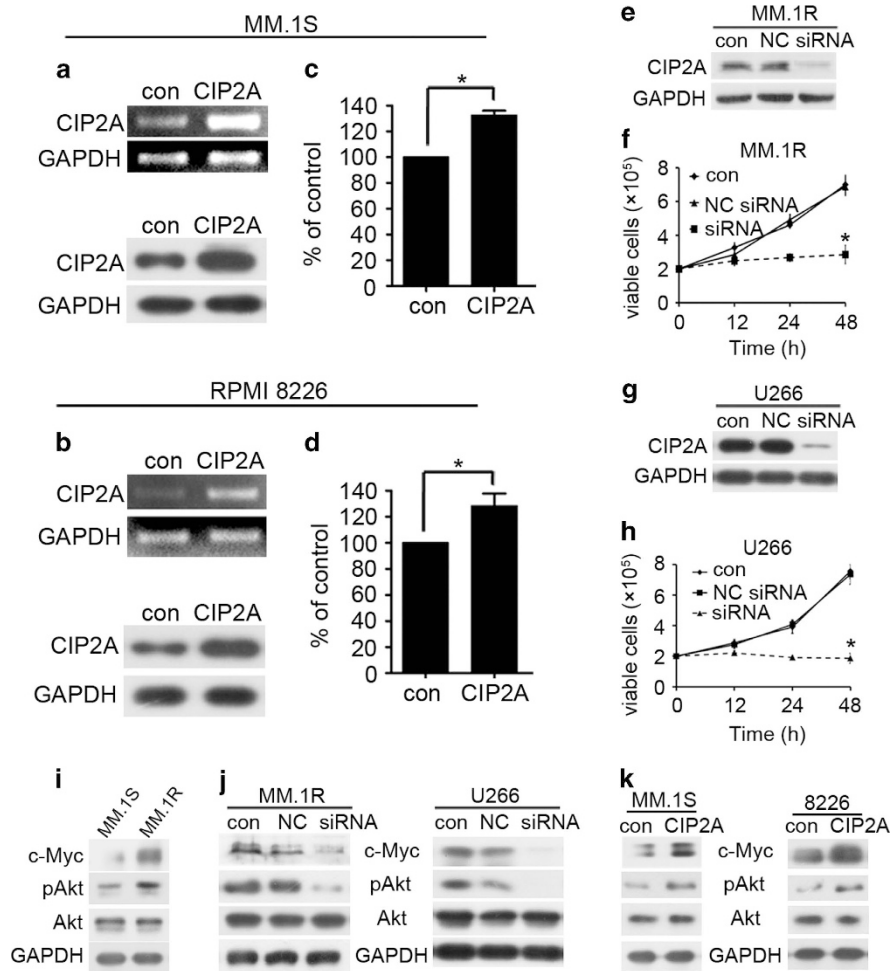 MM.1S
a
con CIP2A
CIP2A
GAPDH
con CIP2A
CIP2A
GAPDH
c
*
140
120
100
80
60
40
20
0
% of control
con CIP2A
RPMI 8226
b
con CIP2A
CIP2A
GAPDH
con CIP2A
CIP2A
GAPDH
d
*
140
120
100
80
60
40
20
0
% of control
con CIP2A
e
MM.1R
con NC siRNA
CIP2A
GAPDH
f
MM.1R
con
NC siRNA
siRNA
*
8
6
4
2
0
viable cells (×10⁵)
0 12 24 48
Time (h)
g
U266
con NC siRNA
CIP2A
GAPDH
h
U266
con
NC siRNA
siRNA
*
8
6
4
2
0
viable cells (×10⁵)
0 12 24 48
Time (h)
i
MM.1S MM.1R
c-Myc
pAkt
Akt
GAPDH
j
MM.1R
con NC siRNA
U266
con NC siRNA
c-Myc
pAkt
Akt
GAPDH
k
MM.1S
con CIP2A
8226
con CIP2A
c-Myc
pAkt
Akt
GAPDH